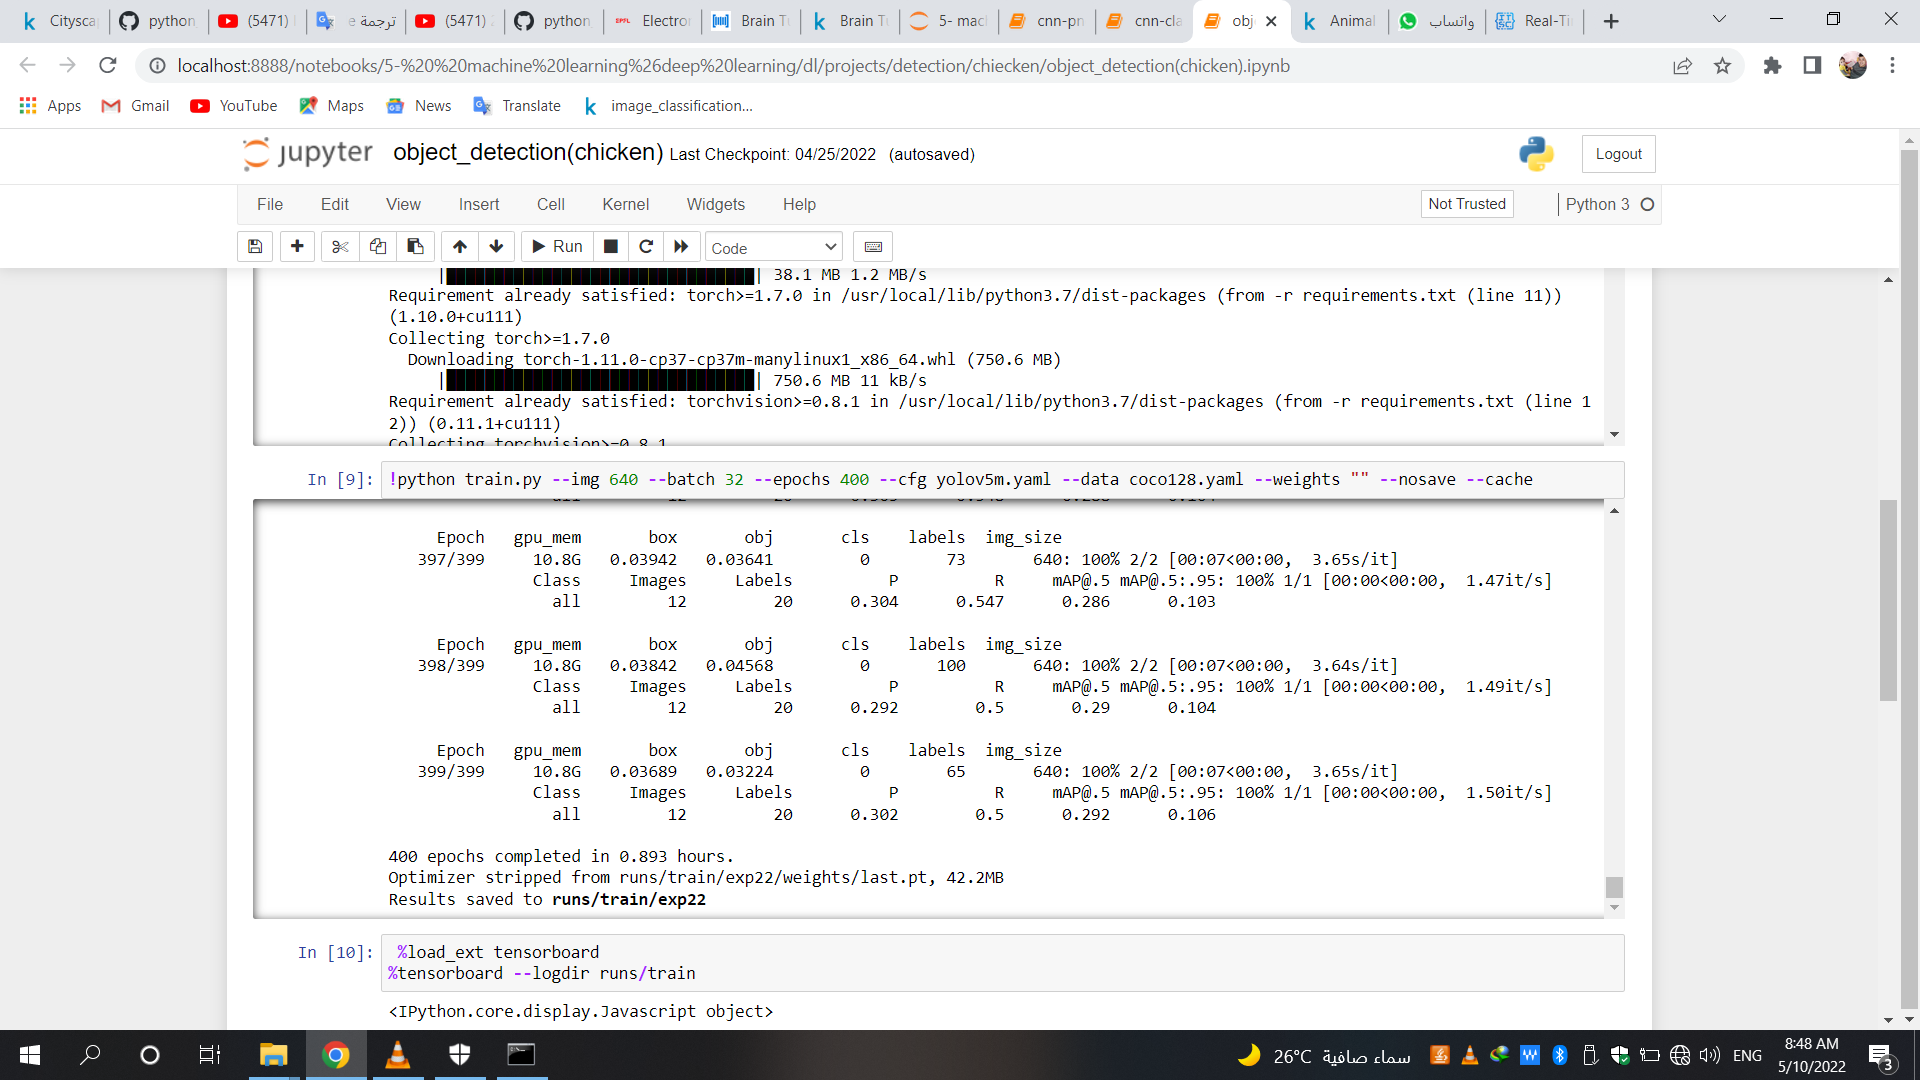 Citysca
python
(5471)
ترجمة e
(5471)
python
EPFL Electro
Brain Tu
Brain Tu
5- mac
cnn-pn
cnn-cla
obj
Animal
واتساب
Real-Ti
localhost:8888/notebooks/5-%20%20machine%20learning%26deep%20learning/dl/projects/detection/chiecken/object_detection(chicken).ipynb
Apps
Gmail
YouTube
Maps
News
Translate
image_classification...
jupyter object_detection(chicken) Last Checkpoint: 04/25/2022 (autosaved)
Logout
File Edit View Insert Cell Kernel Widgets Help
Not Trusted
Python 3
Run
Code
38.1 MB 1.2 MB/s
Requirement already satisfied: torch>=1.7.0 in /usr/local/lib/python3.7/dist-packages (from -r requirements.txt (line 11))
(1.10.0+cu111)
Collecting torch>=1.7.0
Downloading torch-1.11.0-cp37-cp37m-manylinux1_x86_64.whl (750.6 MB)
750.6 MB 11 kB/s
Requirement already satisfied: torchvision>=0.8.1 in /usr/local/lib/python3.7/dist-packages (from -r requirements.txt (line 1
2)) (0.11.1+cu111)
Collecting torchvision>=0.8.1
In [9]: !python train.py --img 640 --batch 32 --epochs 400 --cfg yolov5m.yaml --data coco128.yaml --weights "" --nosave --cache
Epoch gpu_mem box obj cls labels img_size
397/399 10.8G 0.03942 0.03641 0 73 640: 100% 2/2 [00:07<00:00, 3.65s/it]
Class Images Labels P R mAP@.5 mAP@.5:.95: 100% 1/1 [00:00<00:00, 1.47it/s]
all 12 20 0.304 0.547 0.286 0.103
Epoch gpu_mem box obj cls labels img_size
398/399 10.8G 0.03842 0.04568 0 100 640: 100% 2/2 [00:07<00:00, 3.64s/it]
Class Images Labels P R mAP@.5 mAP@.5:.95: 100% 1/1 [00:00<00:00, 1.49it/s]
all 12 20 0.292 0.5 0.29 0.104
Epoch gpu_mem box obj cls labels img_size
399/399 10.8G 0.03689 0.03224 0 65 640: 100% 2/2 [00:07<00:00, 3.65s/it]
Class Images Labels P R mAP@.5 mAP@.5:.95: 100% 1/1 [00:00<00:00, 1.50it/s]
all 12 20 0.302 0.5 0.292 0.106
400 epochs completed in 0.893 hours.
Optimizer stripped from runs/train/exp22/weights/last.pt, 42.2MB
Results saved to runs/train/exp22
In [10]: %load_ext tensorboard
%tensorboard --logdir runs/train
<IPython.core.display.Javascript object>
26°C سماء صافية
ENG
8:48 AM
5/10/2022
3